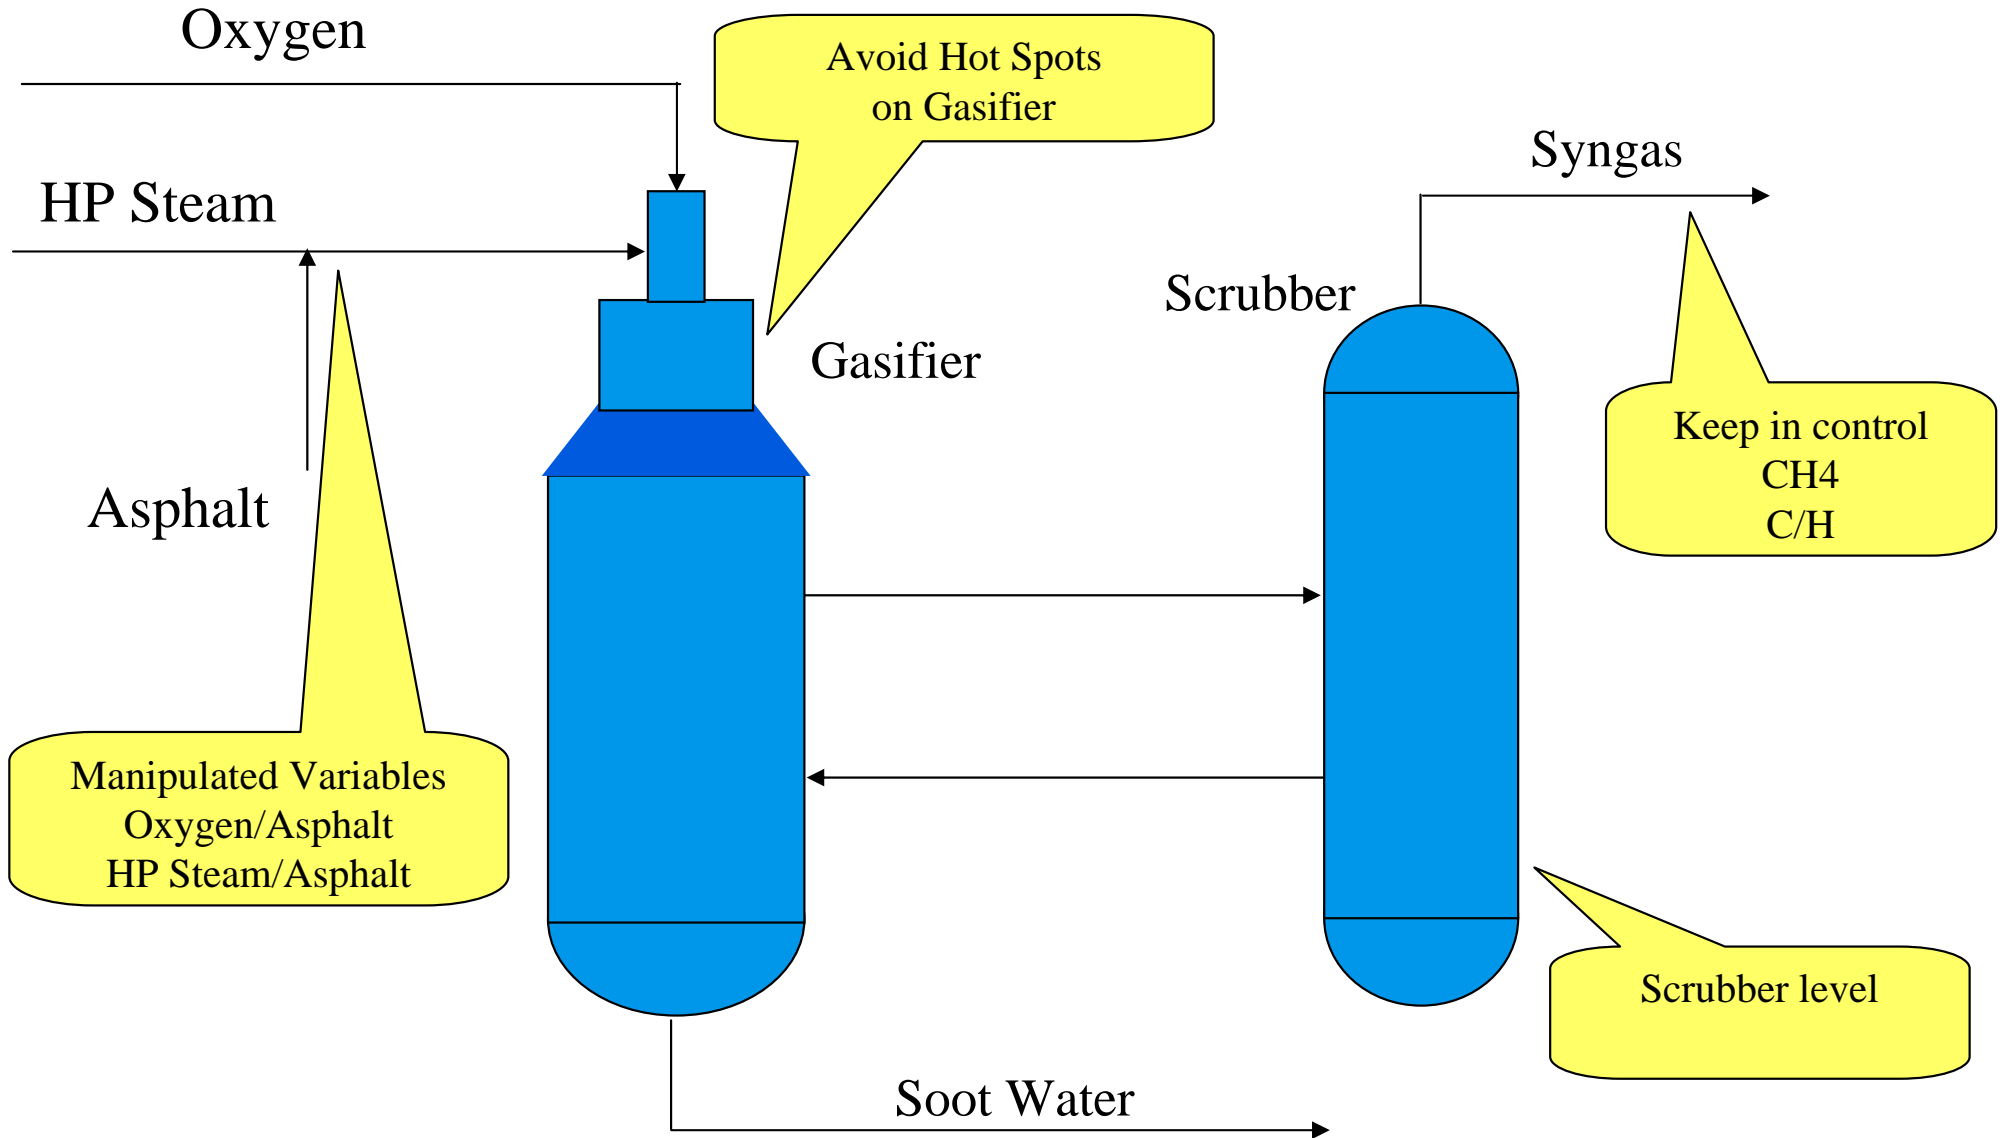 Oxygen
Avoid Hot Spots
on Gasifier
Syngas
HP Steam
Scrubber
Gasifier
Keep in control
CH4
C/H
Asphalt
Manipulated Variables
Oxygen/Asphalt
HP Steam/Asphalt
Scrubber level
Soot Water